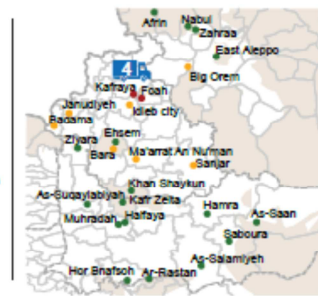 Afrin
Nabul
Zahraa
East Aleppo
4
Big Orem
Kafraya
Foah
Janudiyeh
Idleb city
Badama
Ziyara
Ehsem
Bara
Ma'arrat An Nu'man
Sanjar
Khan Shaykun
As-Suqaylabiyah
Kafr Zeita
Hamra
As-Saan
Muhradah
Halfaya
Saboura
As-Salamiyeh
Hor Bnafsoh
Ar-Rastan